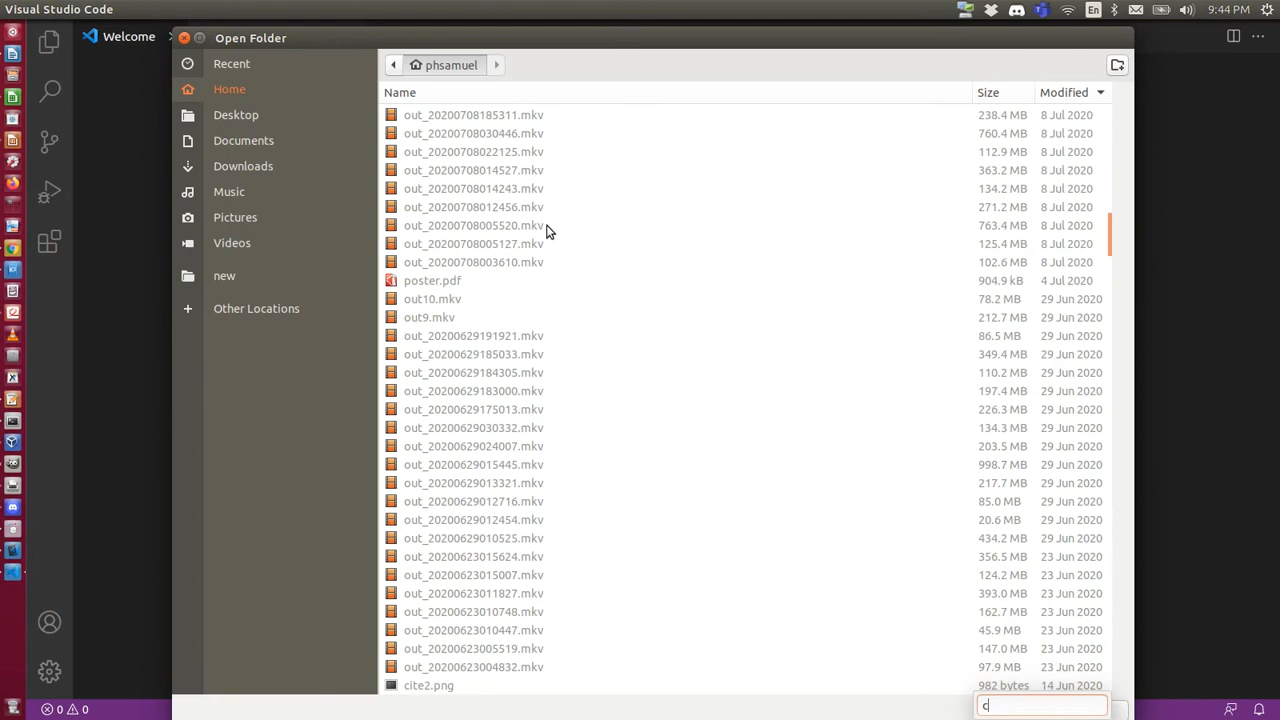 Visual Studio Code
En
9:44 PM
Welcome
Open Folder
Recent
Home
Desktop
Documents
Downloads
Music
Pictures
Videos
new
Other Locations
phsamuel
Name Size Modified
out_20200708185311.mkv 238.4 MB 8 Jul 2020
out_20200708030446.mkv 760.4 MB 8 Jul 2020
out_20200708022125.mkv 112.9 MB 8 Jul 2020
out_20200708014527.mkv 363.2 MB 8 Jul 2020
out_20200708014243.mkv 134.2 MB 8 Jul 2020
out_20200708012456.mkv 271.2 MB 8 Jul 2020
out_20200708005520.mkv 763.4 MB 8 Jul 2020
out_20200708005127.mkv 125.4 MB 8 Jul 2020
out_20200708003610.mkv 102.6 MB 8 Jul 2020
poster.pdf 904.9 kB 4 Jul 2020
out10.mkv 78.2 MB 29 Jun 2020
out9.mkv 212.7 MB 29 Jun 2020
out_20200629191921.mkv 86.5 MB 29 Jun 2020
out_20200629185033.mkv 349.4 MB 29 Jun 2020
out_20200629184305.mkv 110.2 MB 29 Jun 2020
out_20200629183000.mkv 197.4 MB 29 Jun 2020
out_20200629175013.mkv 226.3 MB 29 Jun 2020
out_20200629030332.mkv 134.3 MB 29 Jun 2020
out_20200629024007.mkv 203.5 MB 29 Jun 2020
out_20200629015445.mkv 998.7 MB 29 Jun 2020
out_20200629013321.mkv 217.7 MB 29 Jun 2020
out_20200629012716.mkv 85.0 MB 29 Jun 2020
out_20200629012454.mkv 20.6 MB 29 Jun 2020
out_20200629010525.mkv 434.2 MB 29 Jun 2020
out_20200623015624.mkv 356.5 MB 23 Jun 2020
out_20200623015007.mkv 124.2 MB 23 Jun 2020
out_20200623011827.mkv 393.0 MB 23 Jun 2020
out_20200623010748.mkv 162.7 MB 23 Jun 2020
out_20200623010447.mkv 45.9 MB 23 Jun 2020
out_20200623005519.mkv 147.0 MB 23 Jun 2020
out_20200623004832.mkv 97.9 MB 23 Jun 2020
cite2.png 982 bytes 14 Jun 2020
c
0 0